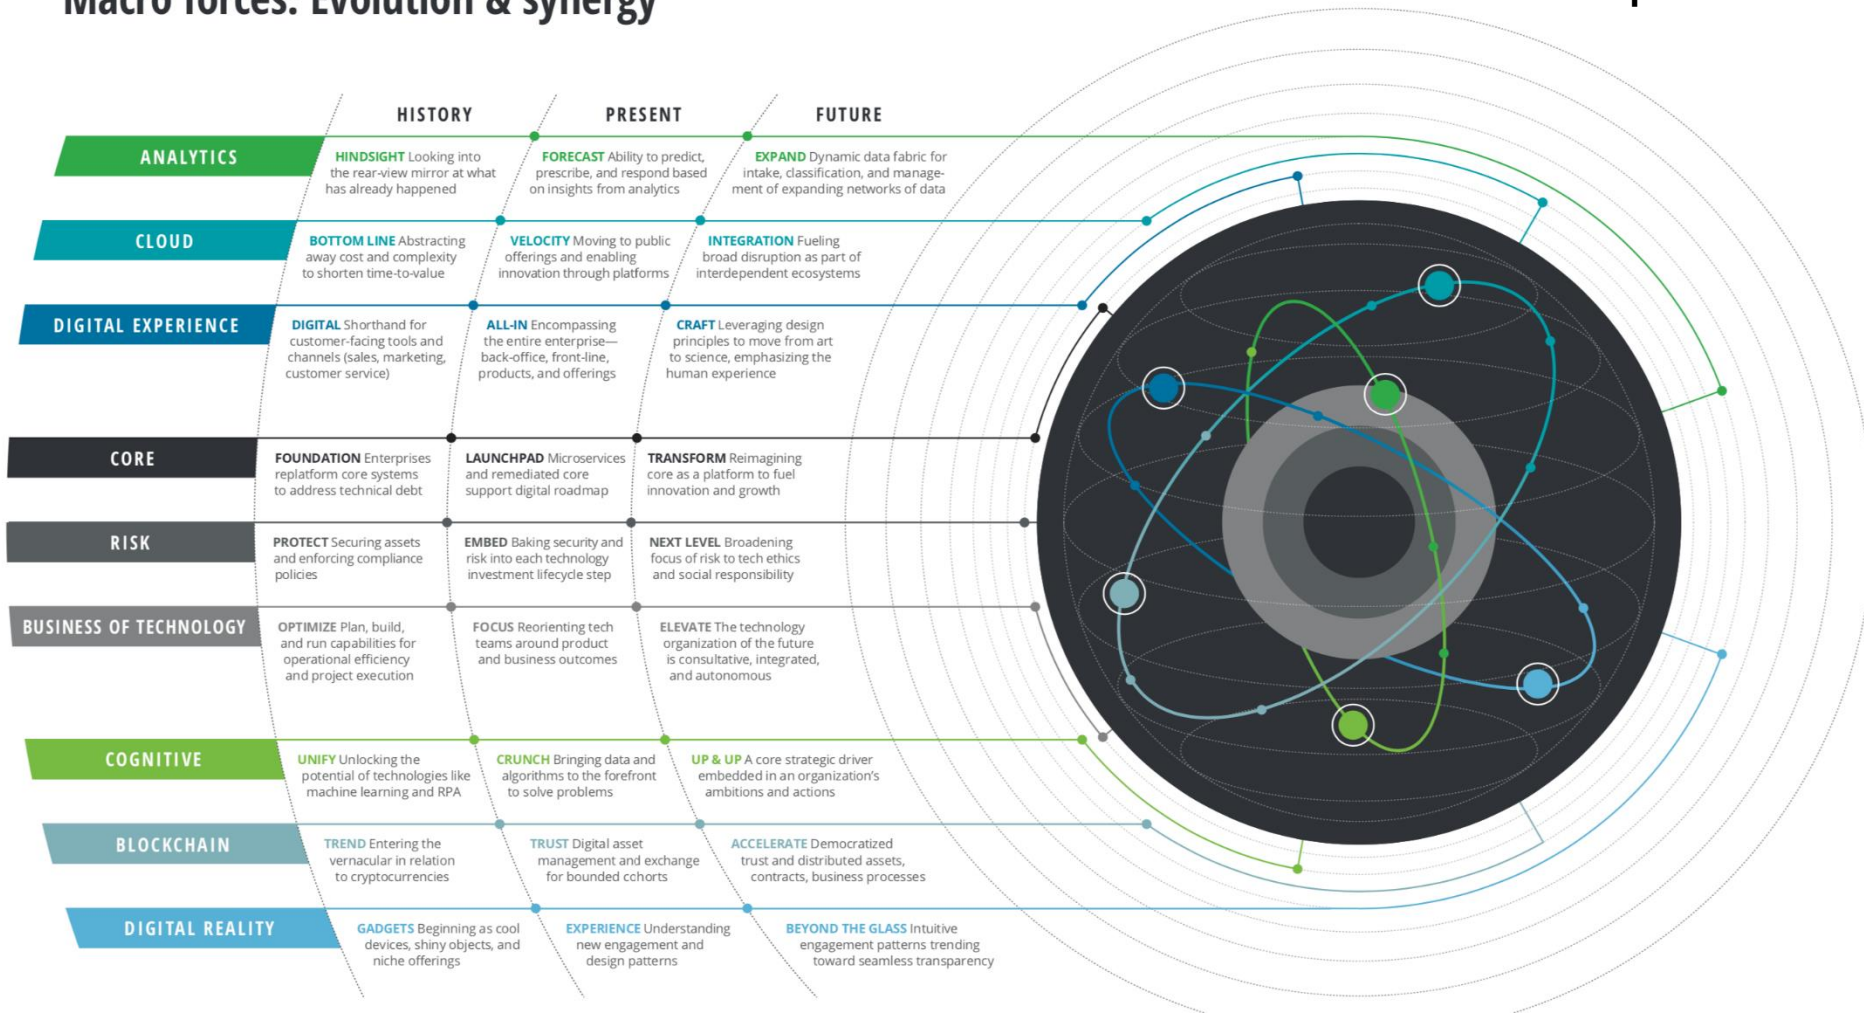 Macro forces: Evolution & synergy
HISTORY
PRESENT
FUTURE
ANALYTICS
HINDSIGHT Looking into
the rear-view mirror at what
has already happened
FORECAST Ability to predict,
prescribe, and respond based
on insights from analytics
EXPAND Dynamic data fabric for
intake, classification, and manage-
ment of expanding networks of data
CLOUD
BOTTOM LINE Abstracting
away cost and complexity
to shorten time-to-value
VELOCITY Moving to public
offerings and enabling
innovation through platforms
INTEGRATION Fueling
broad disruption as part of
interdependent ecosystems
DIGITAL EXPERIENCE
DIGITAL Shorthand for
customer-facing tools and
channels (sales, marketing,
customer service)
ALL-IN Encompassing
the entire enterprise—
back-office, front-line,
products, and offerings
CRAFT Leveraging design
principles to move from art
to science, emphasizing the
human experience
CORE
FOUNDATION Enterprises
replatform core systems
to address technical debt
LAUNCHPAD Microservices
and remediated core
support digital roadmap
TRANSFORM Reimagining
core as a platform to fuel
innovation and growth
RISK
PROTECT Securing assets
and enforcing compliance
policies
EMBED Baking security and
risk into each technology
investment lifecycle step
NEXT LEVEL Broadening
focus of risk to tech ethics
and social responsibility
BUSINESS OF TECHNOLOGY
OPTIMIZE Plan, build,
and run capabilities for
operational efficiency
and project execution
FOCUS Reorienting tech
teams around product
and business outcomes
ELEVATE The technology
organization of the future
is consultative, integrated,
and autonomous
COGNITIVE
UNIFY Unlocking the
potential of technologies like
machine learning and RPA
CRUNCH Bringing data and
algorithms to the forefront
to solve problems
UP & UP A core strategic driver
embedded in an organization's
ambitions and actions
BLOCKCHAIN
TREND Entering the
vernacular in relation
to cryptocurrencies
TRUST Digital asset
management and exchange
for bounded cohorts
ACCELERATE Democratized
trust and distributed assets,
contracts, business processes
DIGITAL REALITY
GADGETS Beginning as cool
devices, shiny objects, and
niche offerings
EXPERIENCE Understanding
new engagement and
design patterns
BEYOND THE GLASS Intuitive
engagement patterns trending
toward seamless transparency